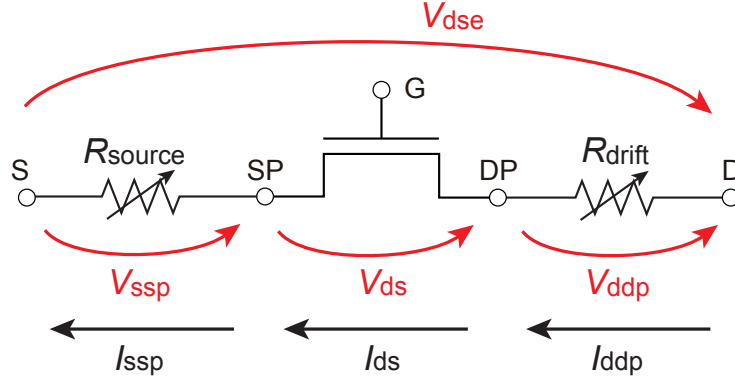 Vdse
G
S
Rsource
SP
DP
Rdrift
D
Vssp
Vds
Vddp
Issp
Ids
Iddp